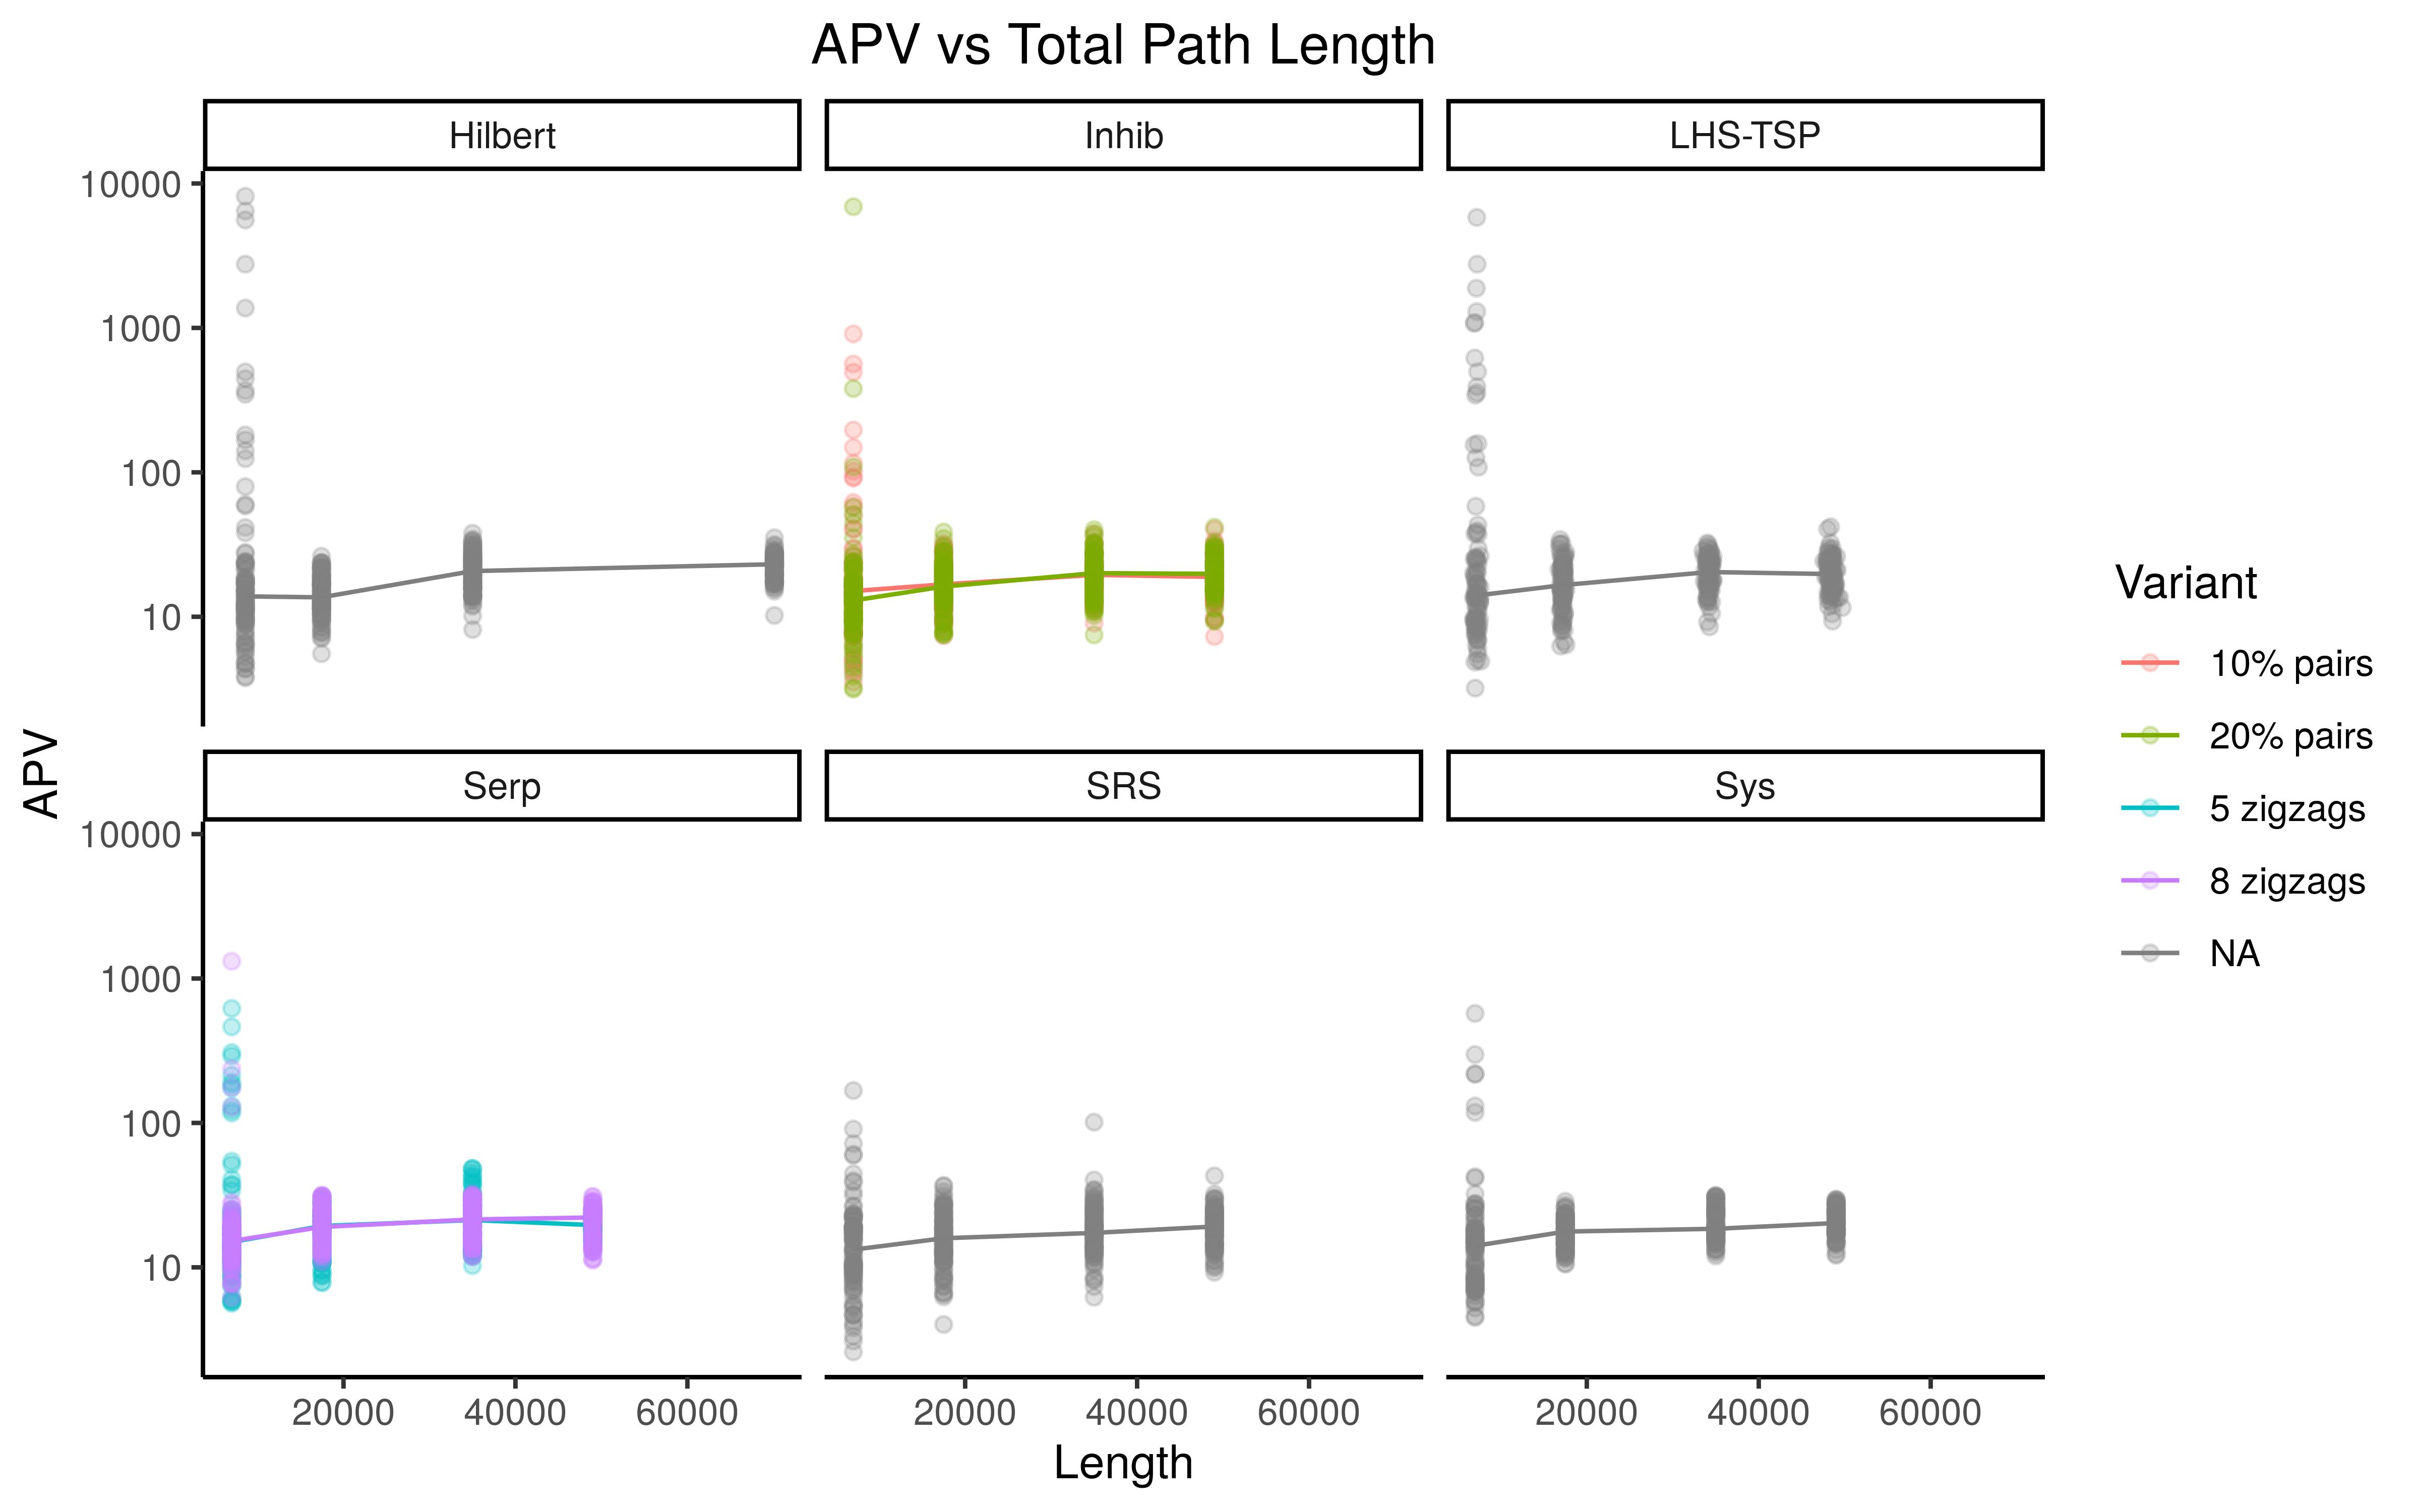 APV vs Total Path Length
Hilbert
Inhib
LHS-TSP
10000
1000
100
10
Serp
SRS
Sys
10000
1000
100
10
20000
40000
60000
20000
40000
60000
20000
40000
60000
Length
APV
Variant
10% pairs
20% pairs
5 zigzags
8 zigzags
NA